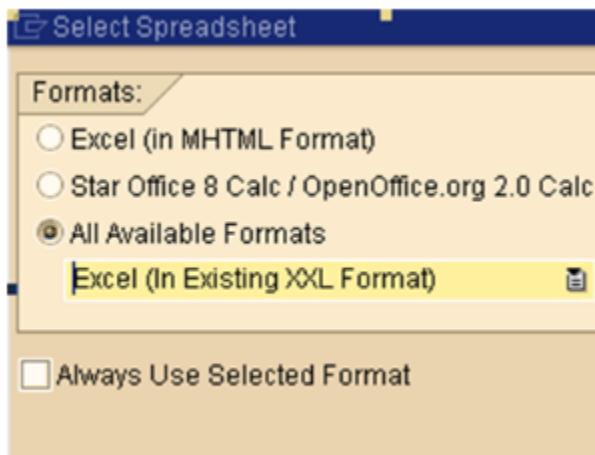 Select Spreadsheet
Formats:
Excel (in MHTML Format)
Star Office 8 Calc / OpenOffice.org 2.0 Calc
All Available Formats
Excel (In Existing XXL Format)
Always Use Selected Format